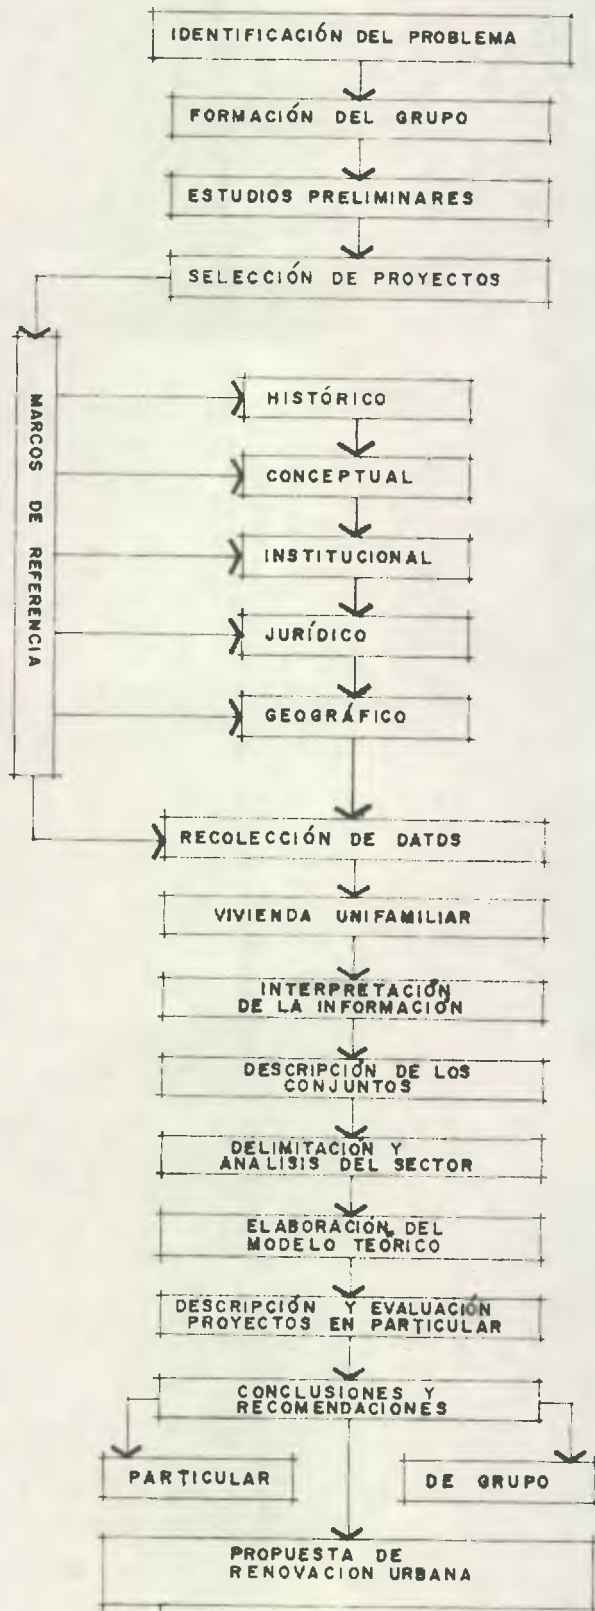 IDENTIFICACIÓN DEL PROBLEMA
FORMACIÓN DEL GRUPO
ESTUDIOS PRELIMINARES
SELECCIÓN DE PROYECTOS
MARCOS DE REFERENCIA
HISTÓRICO
CONCEPTUAL
INSTITUCIONAL
JURÍDICO
GEOGRÁFICO
RECOLECCIÓN DE DATOS
VIVIENDA UNIFAMILIAR
INTERPRETACIÓN
DE LA INFORMACIÓN
DESCRIPCIÓN DE LOS
CONJUNTOS
DELIMITACIÓN Y
ANALISIS DEL SECTOR
ELABORACIÓN DEL
MODELO TEÓRICO
DESCRIPCIÓN Y EVALUACIÓN
PROYECTOS EN PARTICULAR
CONCLUSIONES Y
RECOMENDACIONES
PARTICULAR
DE GRUPO
PROPUESTA DE
RENOVACION URBANA